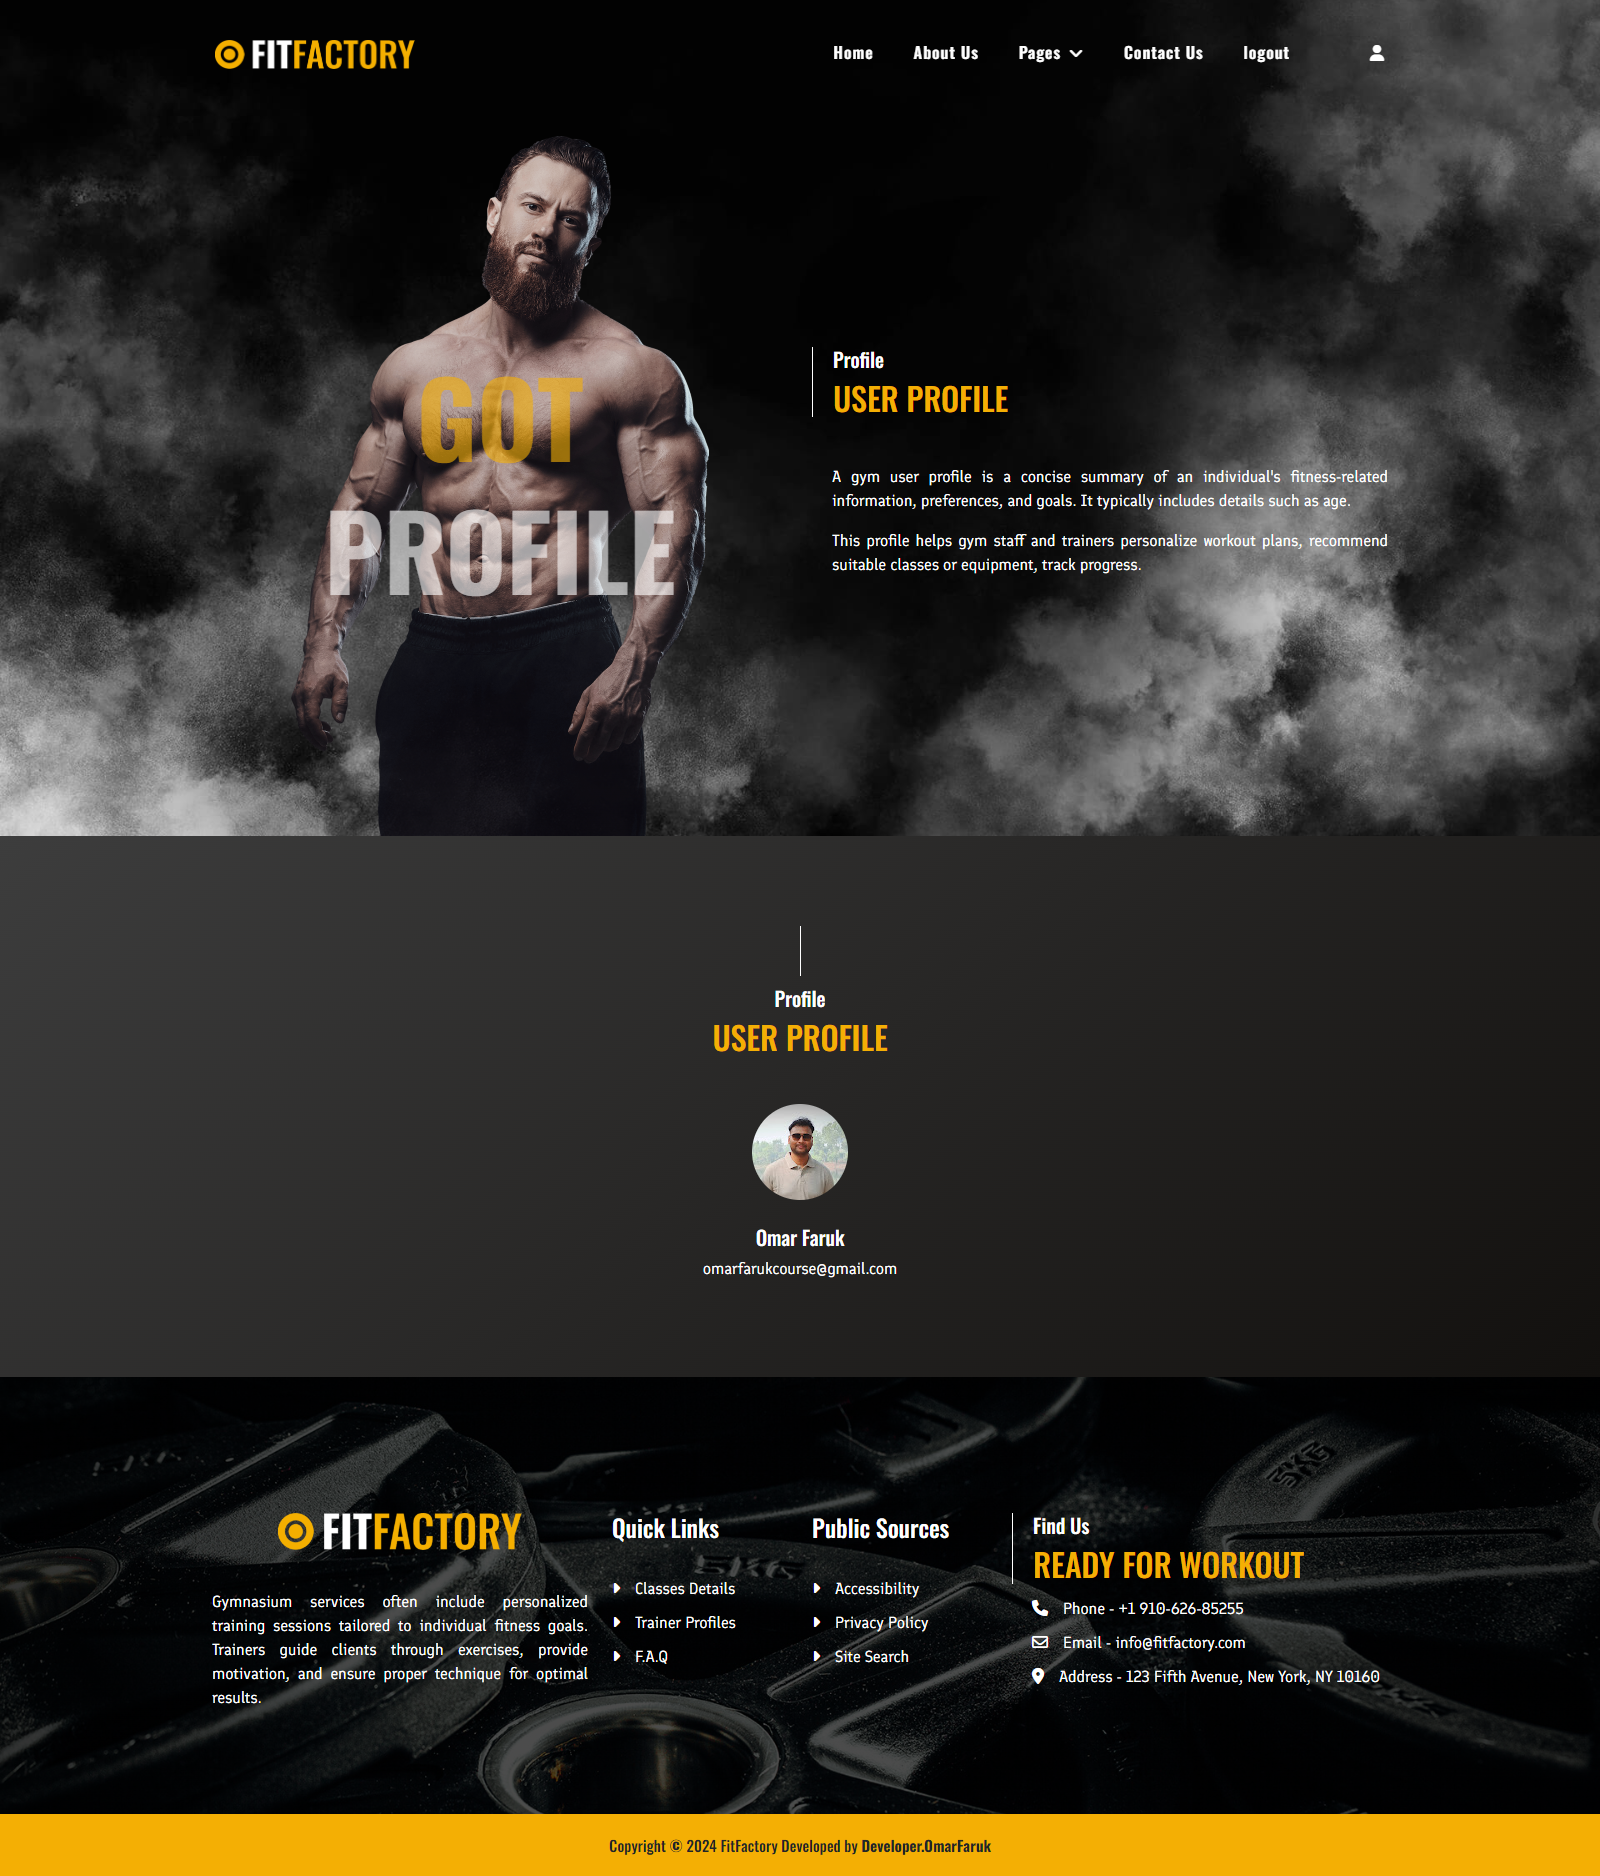 FITFACTORY
Home About Us Pages Contact Us logout
GOT
PROFILE
Profile
USER PROFILE
A gym user profile is a concise summary of an individual's fitness-related
information, preferences, and goals. It typically includes details such as age.
This profile helps gym staff and trainers personalize workout plans, recommend
suitable classes or equipment, track progress.
Profile
USER PROFILE
Omar Faruk
omarfarukcourse@gmail.com
5KG
5KG
FITFACTORY
Gymnasium services often include personalized
training sessions tailored to individual fitness goals.
Trainers guide clients through exercises, provide
motivation, and ensure proper technique for optimal
results.
Quick Links
Classes Details
Trainer Profiles
F.A.Q
Public Sources
Accessibility
Privacy Policy
Site Search
Find Us
READY FOR WORKOUT
Phone - +1 910-626-85255
Email - info@fitfactory.com
Address - 123 Fifth Avenue, New York, NY 10160
Copyright © 2024 FitFactory Developed by Developer.OmarFaruk